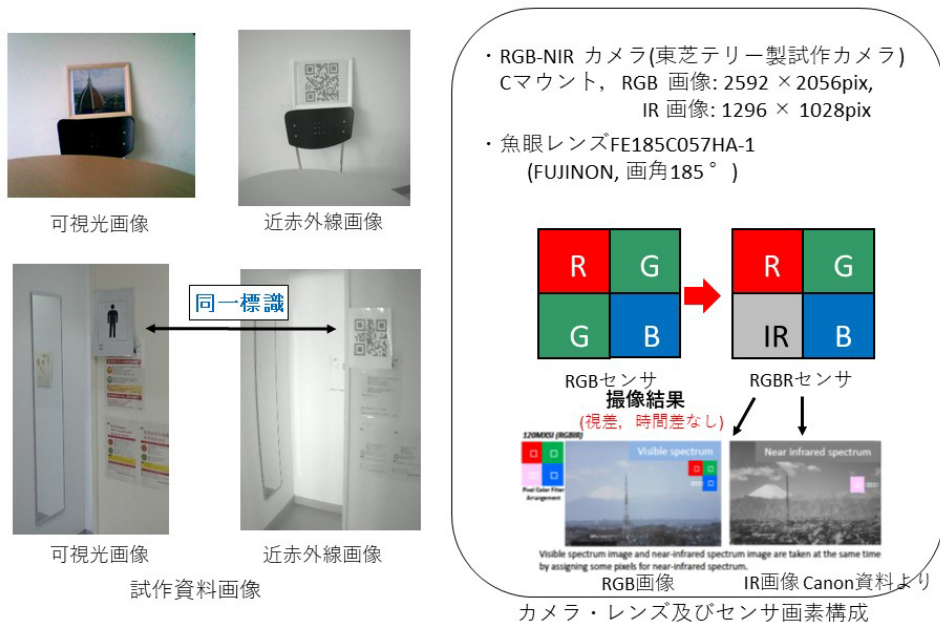 可視光画像
近赤外線画像
同一標識
可視光画像
近赤外線画像
試作資料画像
・RGB-NIR カメラ(東芝テリー製試作カメラ)
Cマウント，RGB 画像: 2592 ×2056pix,
IR 画像: 1296 × 1028pix
・魚眼レンズFE185C057HA-1
(FUJINON, 画角185°)
R G
G B
R G
IR B
RGBセンサ
RGBRセンサ
撮像結果
(視差，時間差なし)
120MXSI (RGBIR)
Pixel Color Filter
Arrangement
Visible spectrum
Near infrared spectrum
Visible spectrum image and near-infrared spectrum image are taken at the same time
by assigning some pixels for near-infrared spectrum.
RGB画像
IR画像 Canon資料より
カメラ・レンズ及びセンサ画素構成